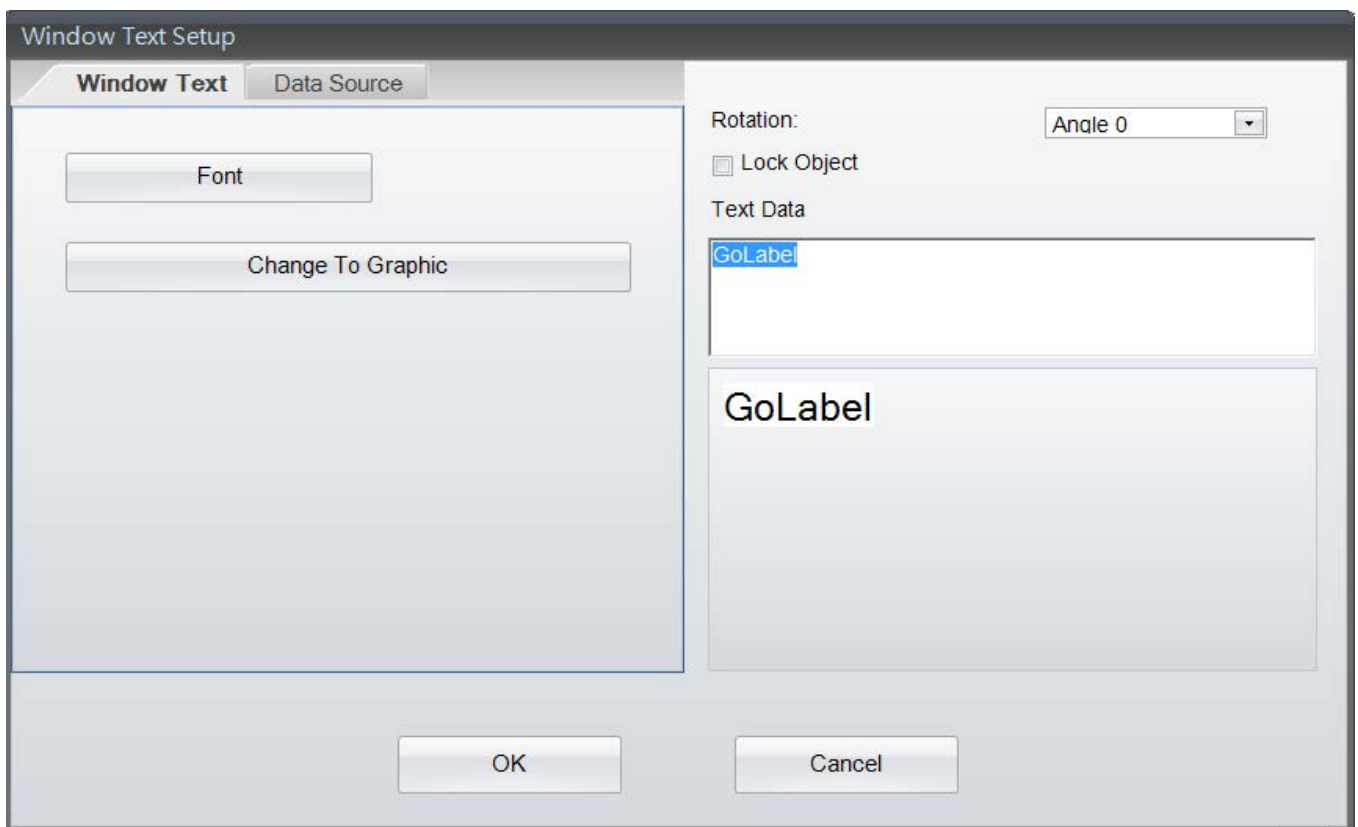 Window Text Setup
Window Text
Data Source
Font
Change To Graphic
Rotation:
Angle 0
Lock Object
Text Data
GoLabel
GoLabel
OK
Cancel